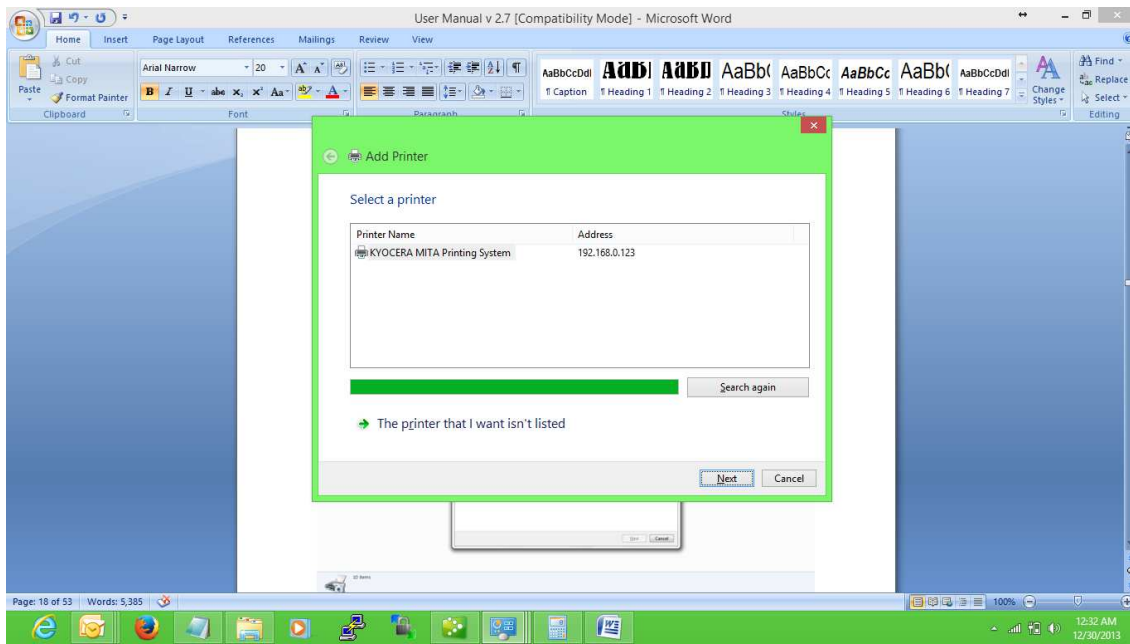 User Manual v 2.7 [Compatibility Mode] - Microsoft Word
Home Insert Page Layout References Mailings Review View
Cut
Copy
Paste
Format Painter
Clipboard
Arial Narrow 20
B I U abe x, x² Aa A
Font
Paragraph
AaBbCcDdI AaBbI AaBbD AaBb( AaBbCc AaBbCc AaBb( AaBbCcDdI
¶ Caption ¶ Heading 1 ¶ Heading 2 ¶ Heading 3 ¶ Heading 4 ¶ Heading 5 ¶ Heading 6 ¶ Heading 7
Change Styles
Styles
Find
Replace
Select
Editing
Add Printer
Select a printer
Printer Name Address
KYOCERA MITA Printing System 192.168.0.123
Search again
The printer that I want isn't listed
Next Cancel
Cancel
Page: 18 of 53 Words: 5,385
100%
12:32 AM
12/30/2013